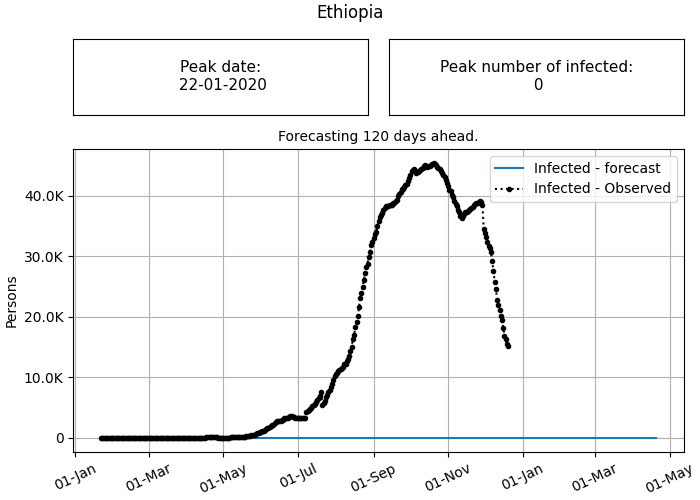 Ethiopia
Peak date:
22-01-2020
Peak number of infected:
0
Forecasting 120 days ahead.
Infected - forecast
Infected - Observed
Persons
40.0K
30.0K
20.0K
10.0K
0
01-Jan
01-Mar
01-May
01-Jul
01-Sep
01-Nov
01-Jan
01-Mar
01-May